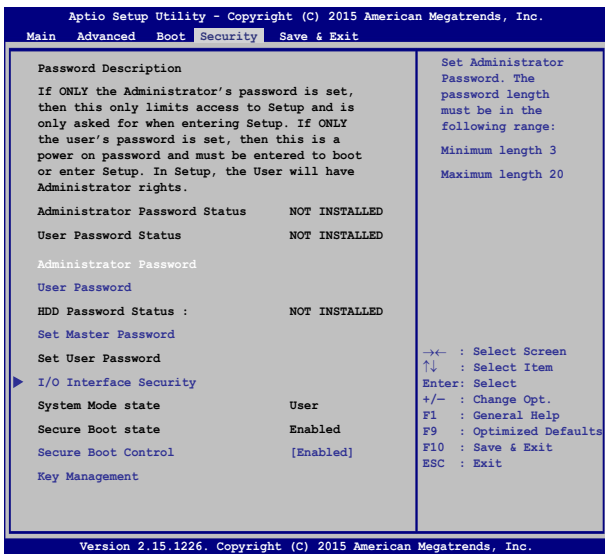 Aptio Setup Utility - Copyright (C) 2015 American Megatrends, Inc.
Main Advanced Boot Security Save & Exit
Password Description
If ONLY the Administrator's password is set,
then this only limits access to Setup and is
only asked for when entering Setup. If ONLY
the user's password is set, then this is a
power on password and must be entered to boot
or enter Setup. In Setup, the User will have
Administrator rights.
Administrator Password Status NOT INSTALLED
User Password Status NOT INSTALLED
Administrator Password
User Password
HDD Password Status : NOT INSTALLED
Set Master Password
Set User Password
I/O Interface Security
System Mode state User
Secure Boot state Enabled
Secure Boot Control [Enabled]
Key Management
Set Administrator
Password. The
password length
must be in the
following range:
Minimum length 3
Maximum length 20
→← : Select Screen
↑↓ : Select Item
Enter: Select
+/— : Change Opt.
F1 : General Help
F9 : Optimized Defaults
F10 : Save & Exit
ESC : Exit
Version 2.15.1226. Copyright (C) 2015 American Megatrends, Inc.